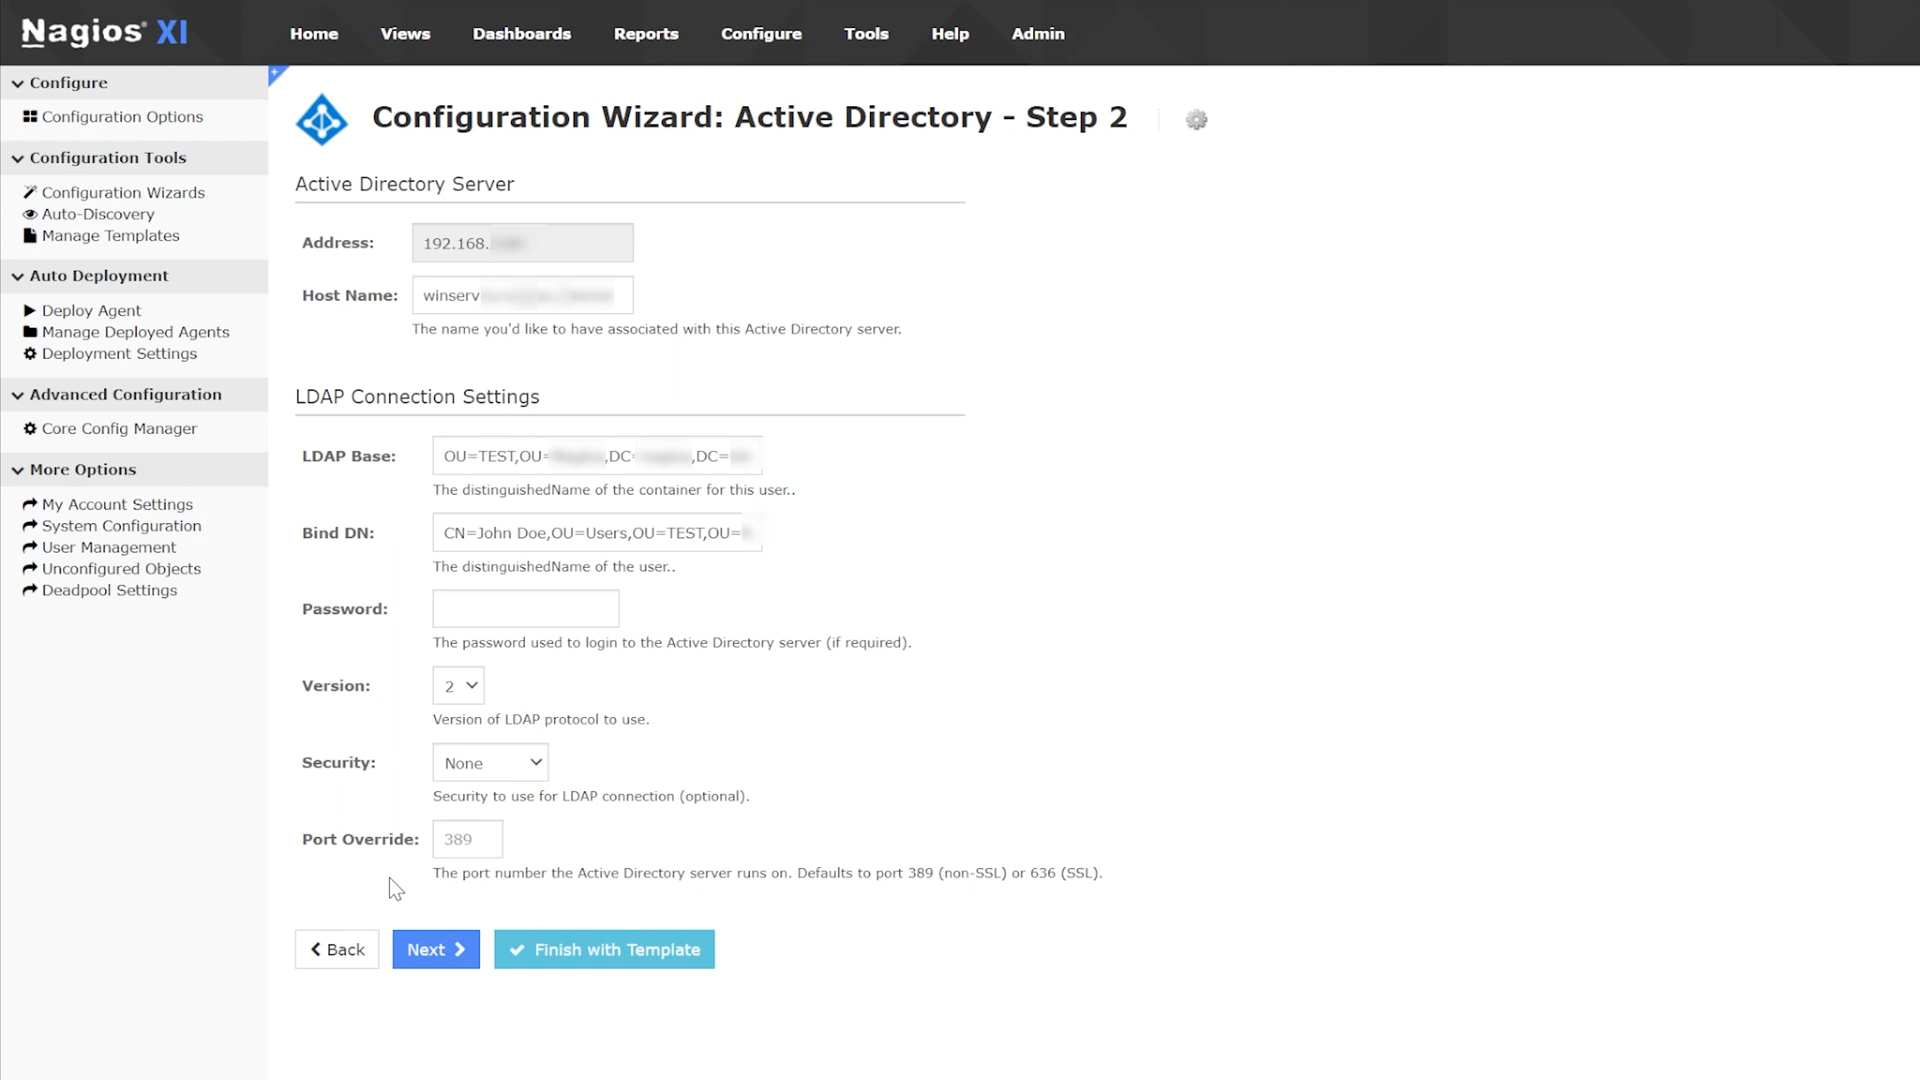 Nagios® XI
Home Views Dashboards Reports Configure Tools Help Admin
Configure
Configuration Options
Configuration Tools
Configuration Wizards
Auto-Discovery
Manage Templates
Auto Deployment
Deploy Agent
Manage Deployed Agents
Deployment Settings
Advanced Configuration
Core Config Manager
More Options
My Account Settings
System Configuration
User Management
Unconfigured Objects
Deadpool Settings
Configuration Wizard: Active Directory - Step 2
Active Directory Server
Address: 192.168.
Host Name: winserv
The name you'd like to have associated with this Active Directory server.
LDAP Connection Settings
LDAP Base: OU=TEST,OU= ,DC= ,DC=
The distinguishedName of the container for this user..
Bind DN: CN=John Doe,OU=Users,OU=TEST,OU=
The distinguishedName of the user..
Password:
The password used to login to the Active Directory server (if required).
Version: 2
Version of LDAP protocol to use.
Security: None
Security to use for LDAP connection (optional).
Port Override: 389
The port number the Active Directory server runs on. Defaults to port 389 (non-SSL) or 636 (SSL).
Back Next Finish with Template